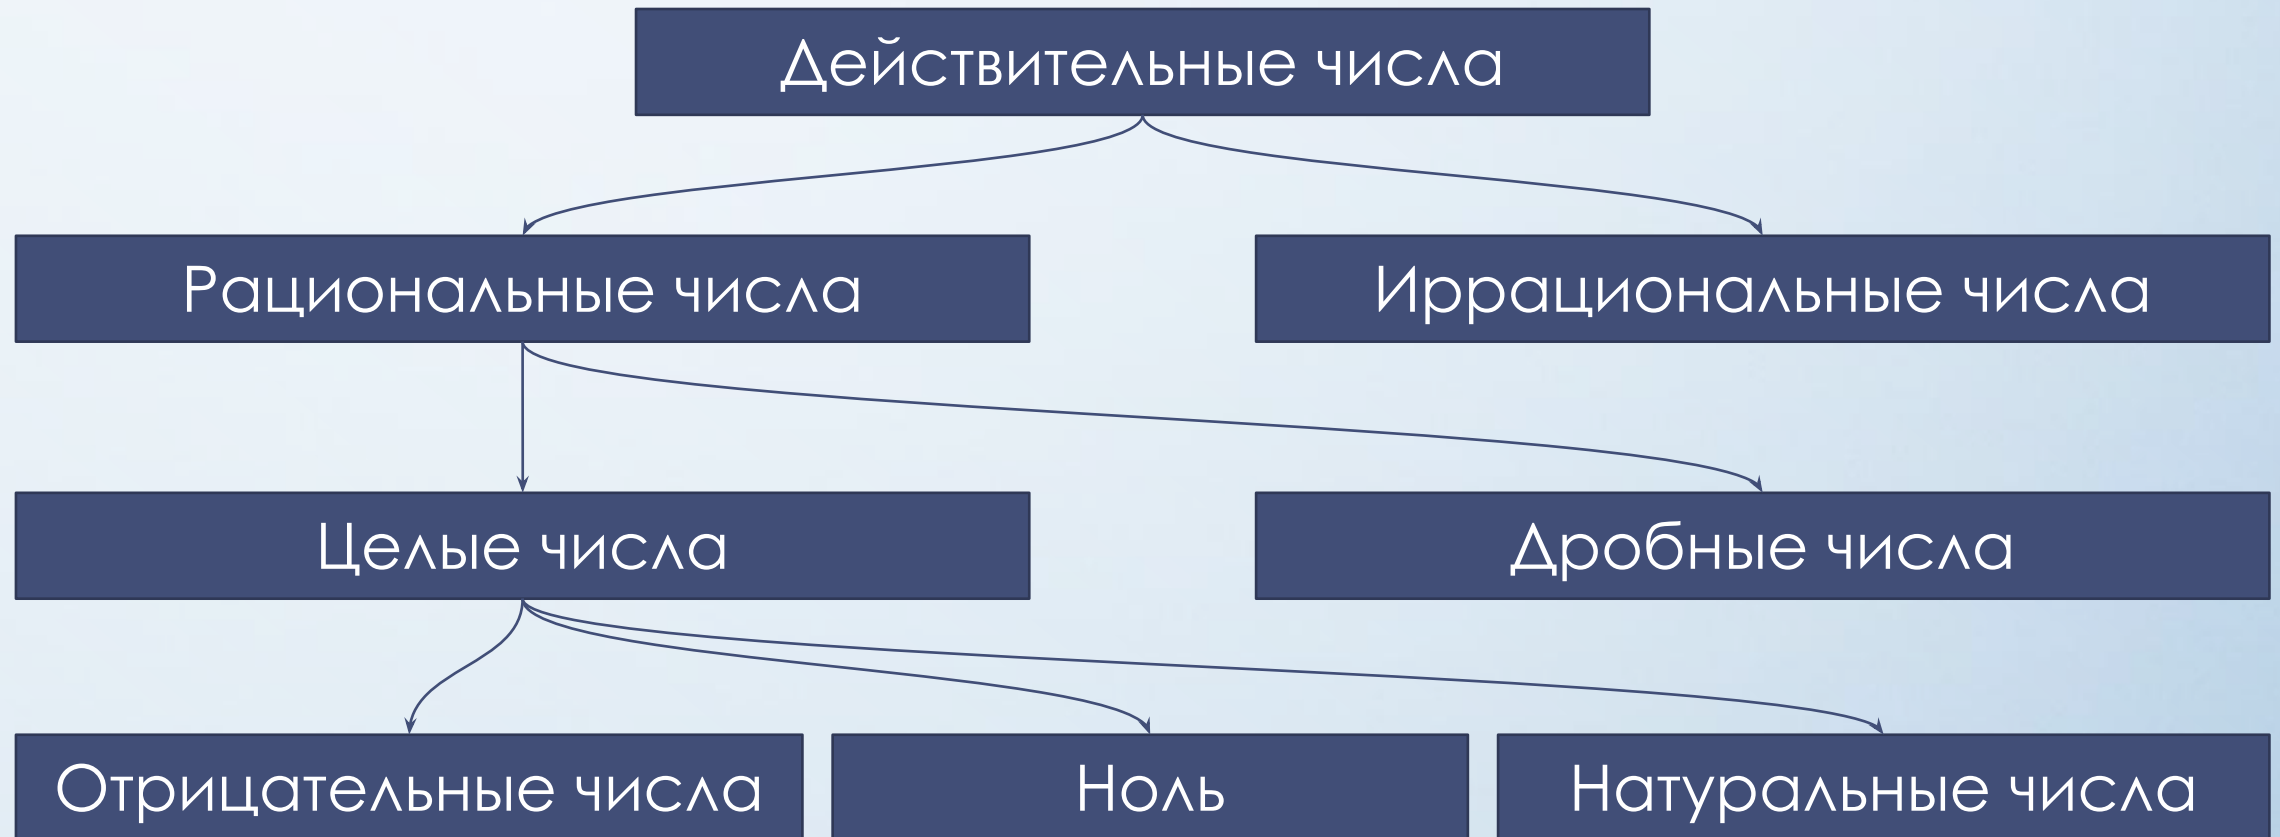 Действительные числа
Рациональные числа
Иррациональные числа
Целые числа
Дробные числа
Отрицательные числа
Ноль
Натуральные числа